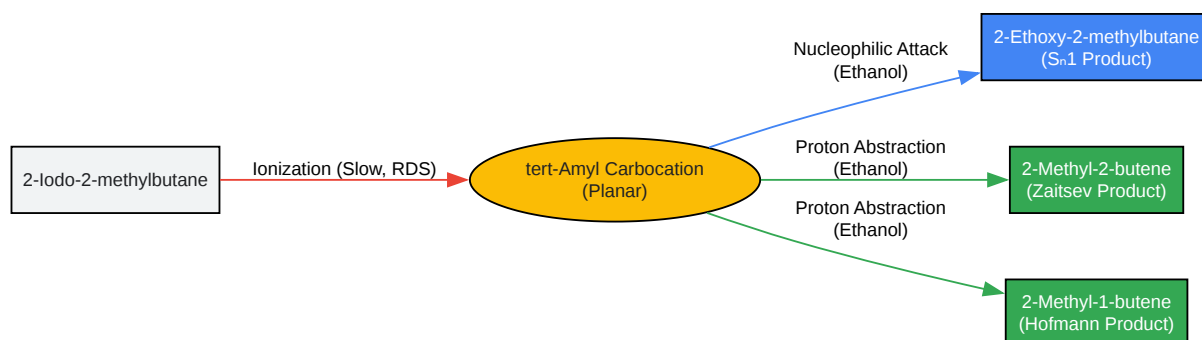 2-Iodo-2-methylbutane
Ionization (Slow, RDS)
tert-Amyl Carbocation
(Planar)
Nucleophilic Attack
(Ethanol)
2-Ethoxy-2-methylbutane
(Sₙ1 Product)
Proton Abstraction
(Ethanol)
2-Methyl-2-butene
(Zaitsev Product)
Proton Abstraction
(Ethanol)
2-Methyl-1-butene
(Hofmann Product)